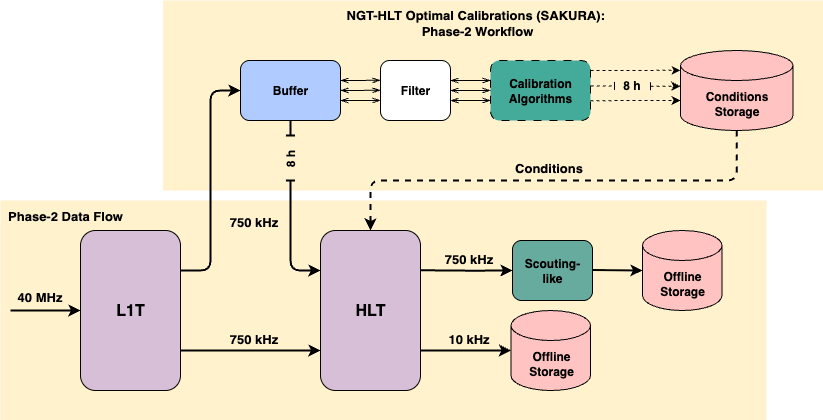 NGT-HLT Optimal Calibrations (SAKURA):
Phase-2 Workflow
Buffer
Filter
Calibration
Algorithms
8 h
Conditions
Storage
8 h
Conditions
Phase-2 Data Flow
750 kHz
40 MHz
L1T
HLT
750 kHz
Scouting-
like
Offline
Storage
750 kHz
10 kHz
Offline
Storage